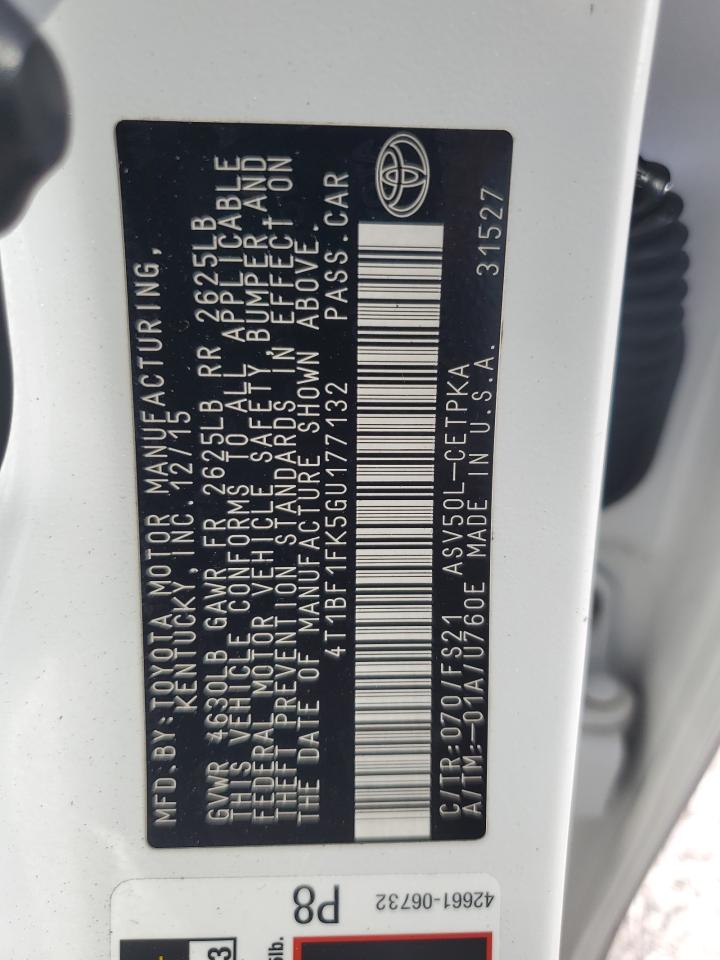 MFD.BY:TOYOTA MOTOR MANUFACTURING,
KENTUCKY, INC. 12/15
GVWR 4630LB GAWR FR 2625LB RR 2625LB
THIS VEHICLE CONFORMS TO ALL APPLICABLE
FEDERAL MOTOR VEHICLE SAFETY, BUMPER AND
THEFT PREVENTION STANDARDS IN EFFECT ON
THE DATE OF MANUFACTURE SHOWN ABOVE.
4T1BF1FK5GU177132 PASS.CAR
C/TR:070/FS21 ASV50L-CETPKA
A/TM:-01A/U760E MADE IN U.S.A. 31527
P8
42661-06732
3
lb.